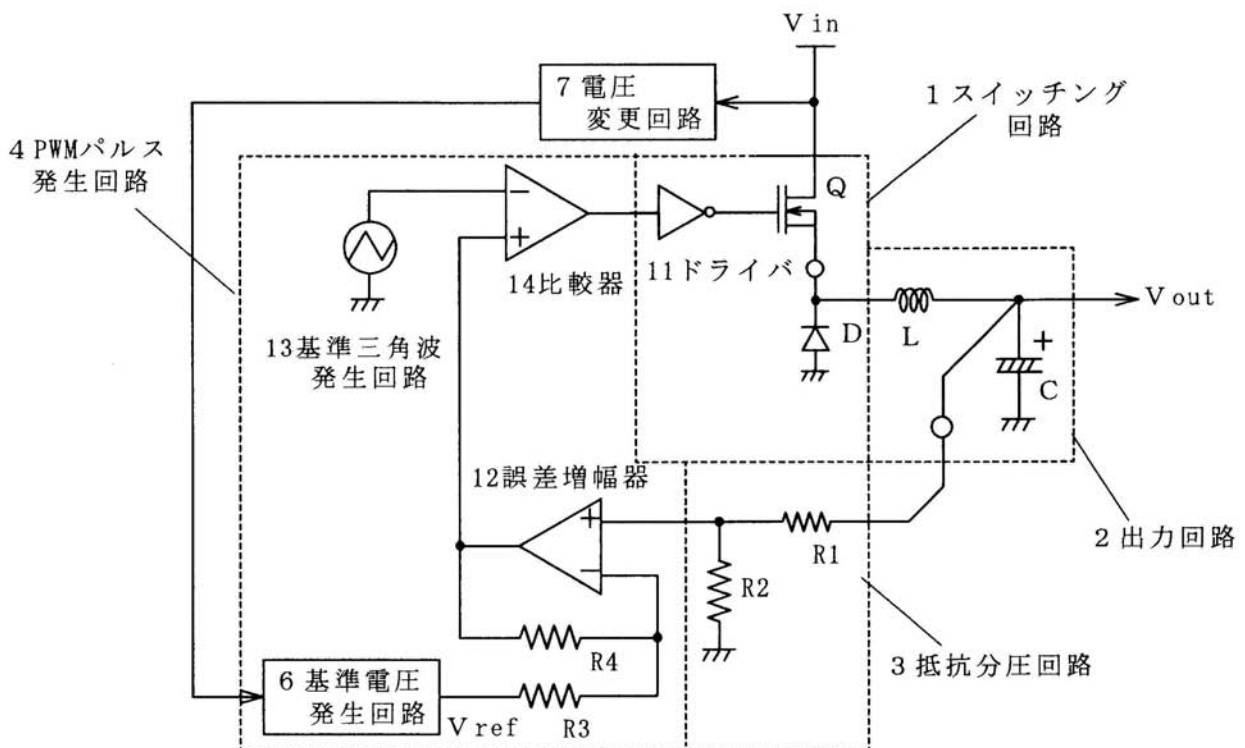 Vin
7 電圧
変更回路
1 スイッチング
回路
4 PWMパルス
発生回路
Q
−
+
14比較器
11ドライバ
D
L
Vout
+
C
13基準三角波
発生回路
12誤差増幅器
+
−
R1
R2
2 出力回路
R4
3 抵抗分圧回路
6 基準電圧
発生回路
Vref
R3